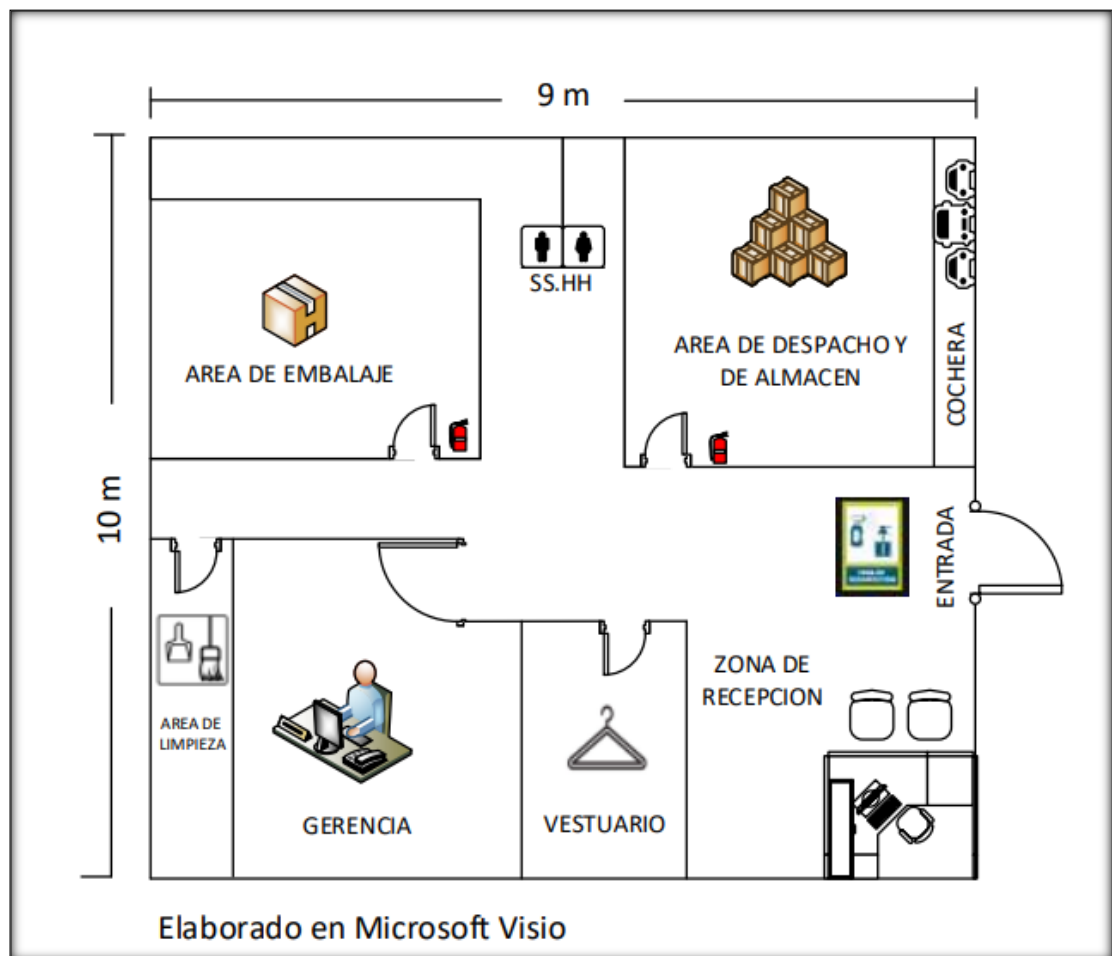 9 m
10 m
SS.HH
AREA DE EMBALAJE
AREA DE DESPACHO Y
DE ALMACEN
COCHERA
ENTRADA
ZONA DE
RECEPCION
AREA DE
LIMPIEZA
GERENCIA
VESTUARIO
Elaborado en Microsoft Visio